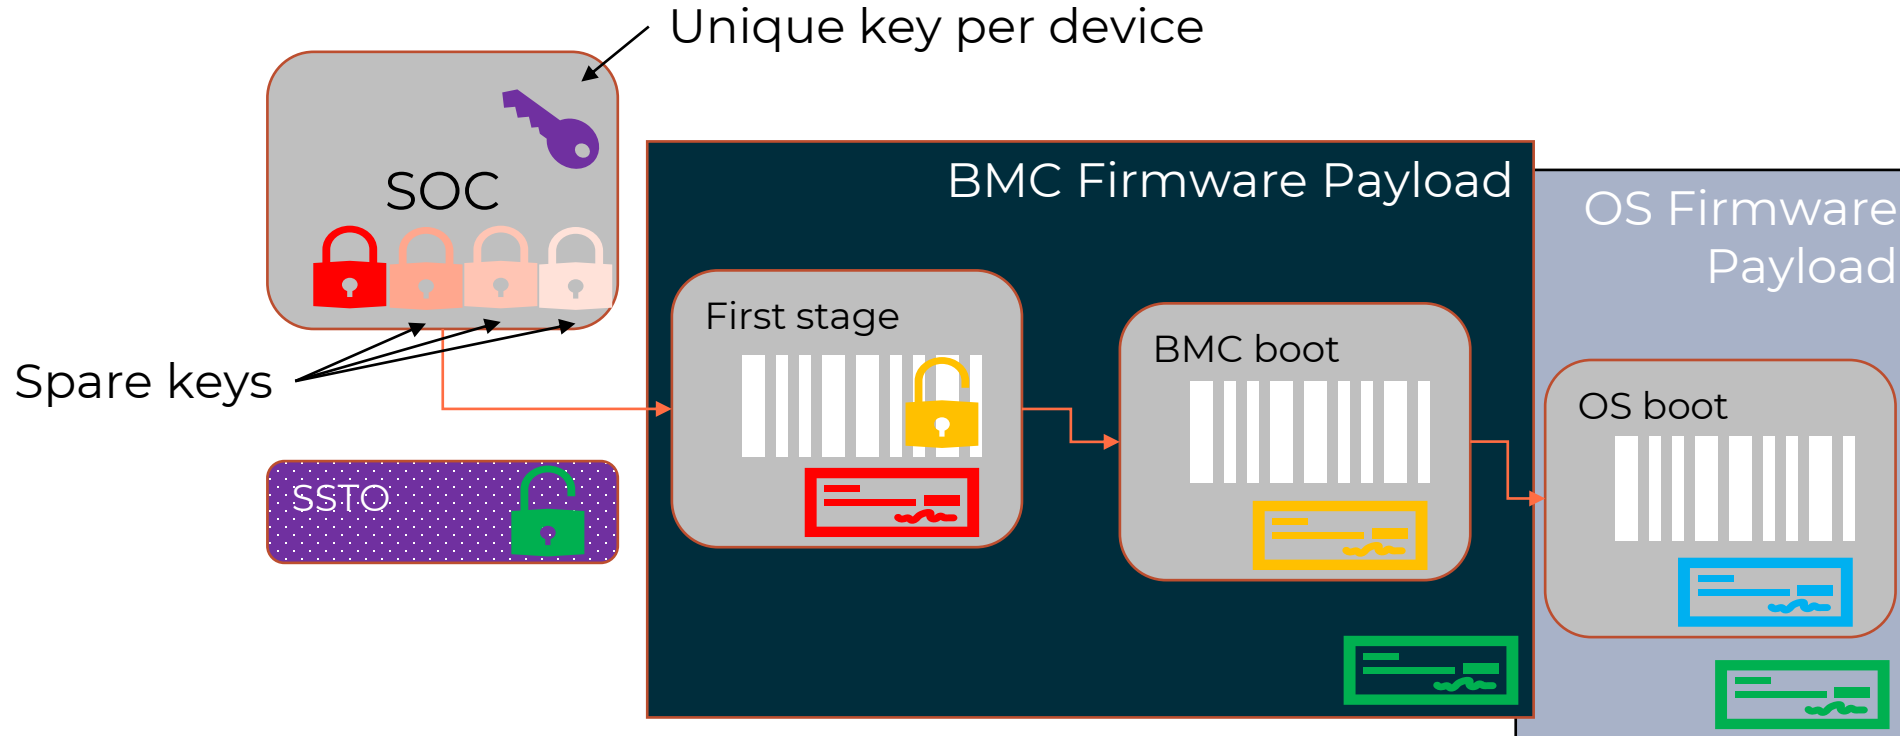 Unique key per device
SOC
BMC Firmware Payload
OS Firmware
Payload
First stage
BMC boot
Spare keys
OS boot
SSTO